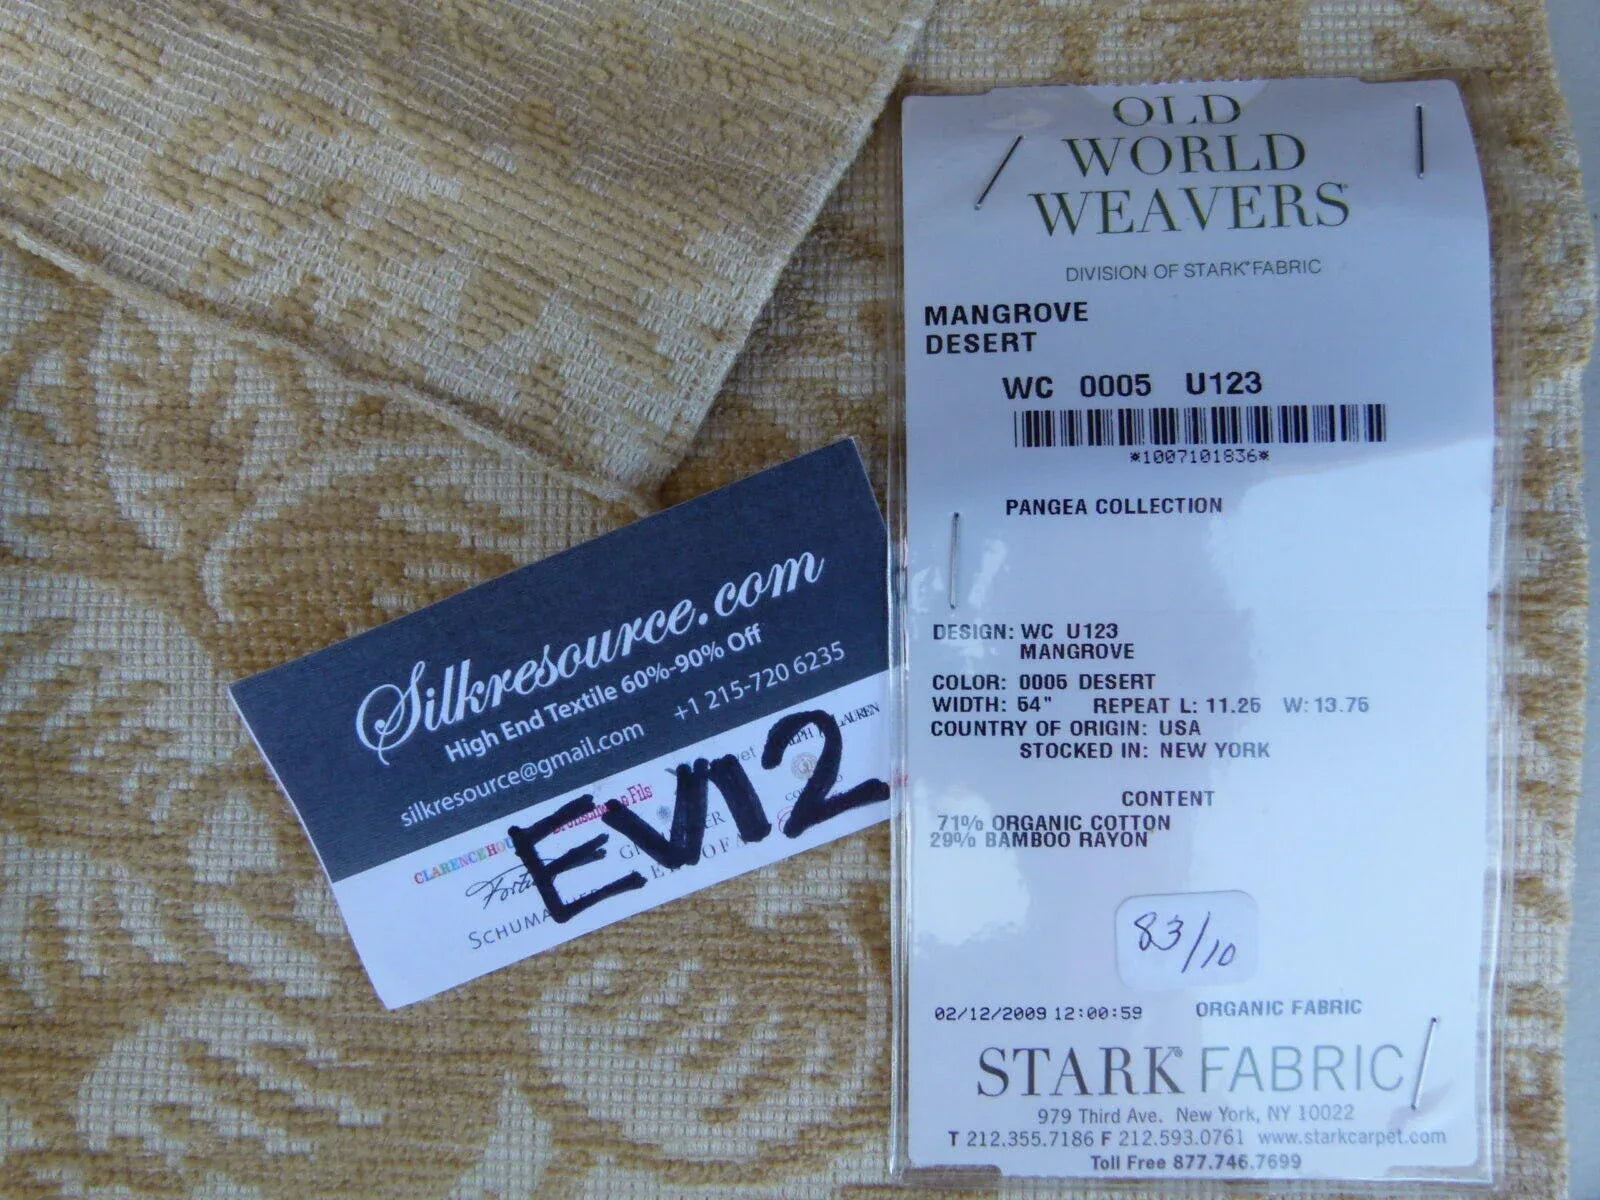 OLD
WORLD
WEAVERS
DIVISION OF STARK FABRIC
MANGROVE
DESERT
WC 0005 U123
*1007101836*
PANGEA COLLECTION
DESIGN: WC U123
MANGROVE
COLOR: 0005 DESERT
WIDTH: 54" REPEAT L: 11.25 W: 13.75
COUNTRY OF ORIGIN: USA
STOCKED IN: NEW YORK
CONTENT
71% ORGANIC COTTON
29% BAMBOO RAYON
83/10
02/12/2009 12:00:59 ORGANIC FABRIC
STARK FABRIC
979 Third Ave. New York, NY 10022
T 212.355.7186 F 212.593.0761 www.starkcarpet.com
Toll Free 877.746.7699
Silkresource.com
High End Textile 60%-90% Off
silkresource@gmail.com +1 215-720 6235
EV12